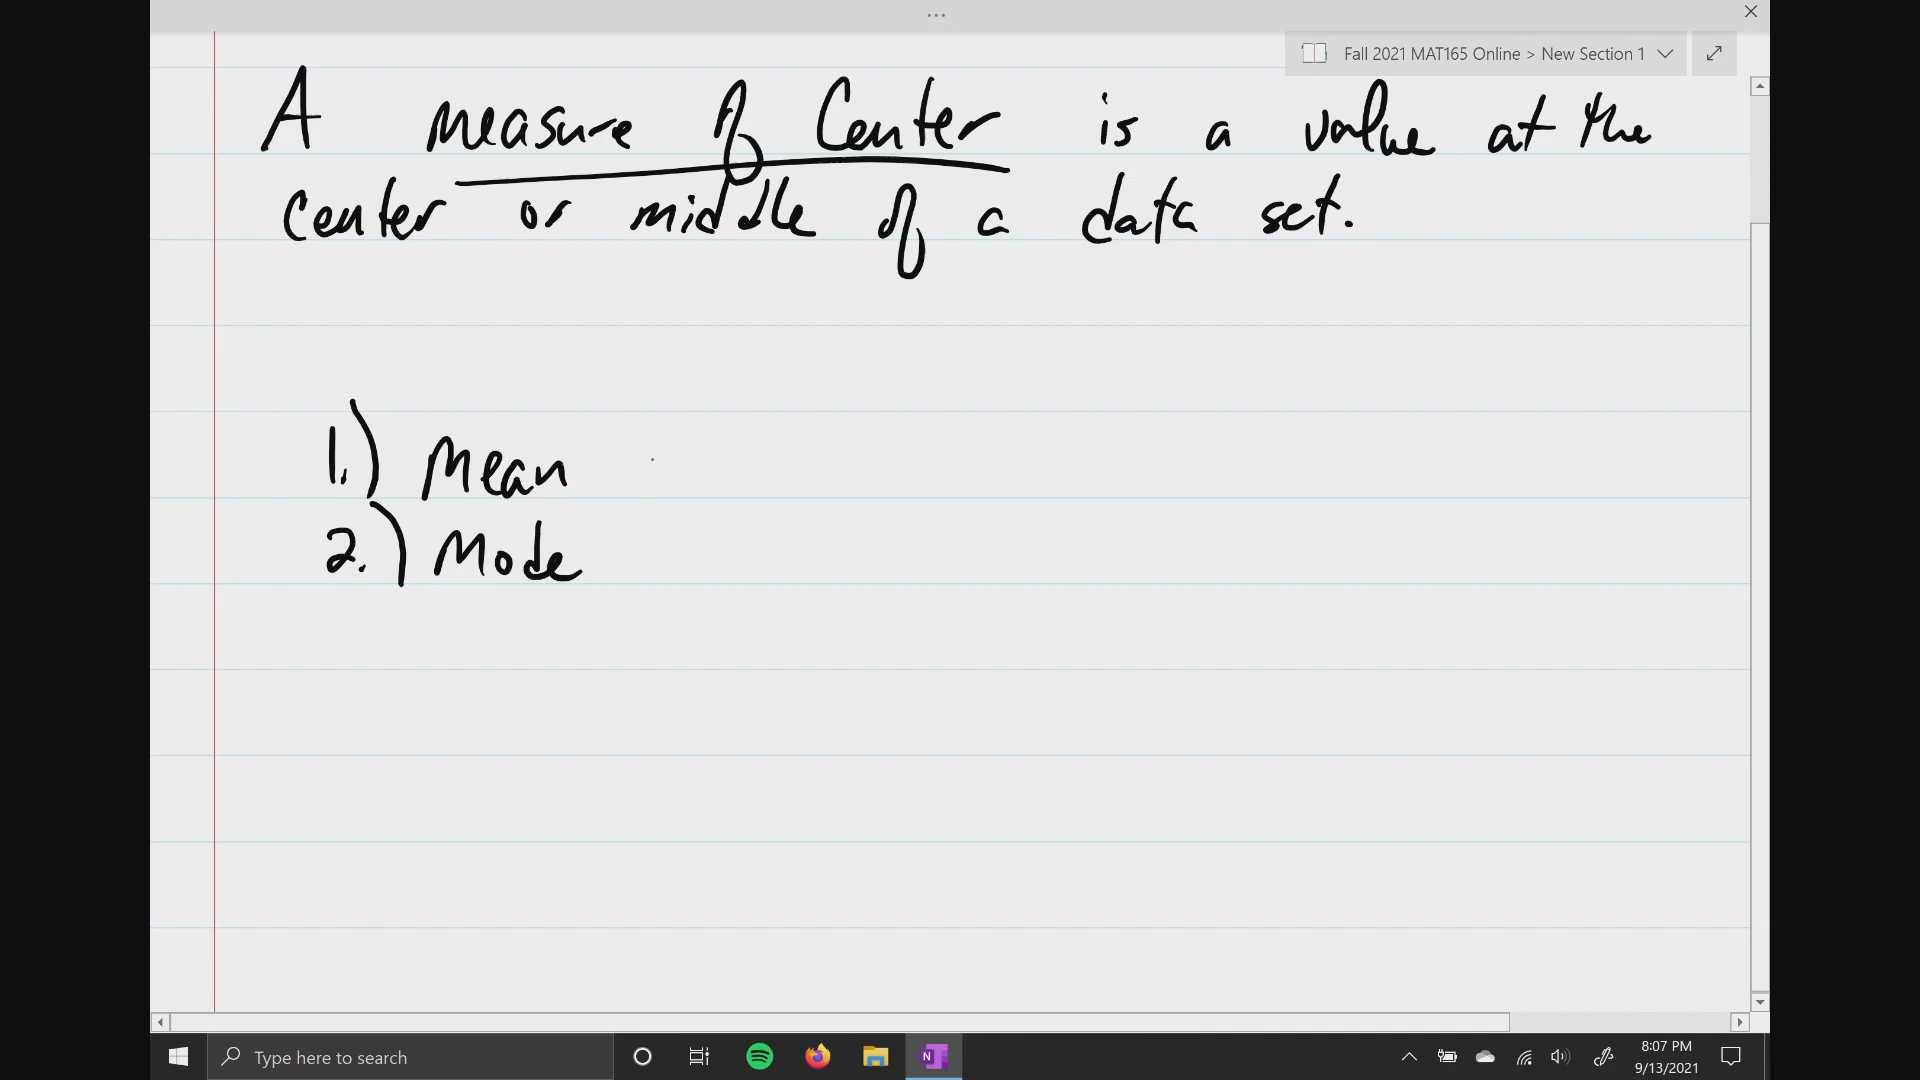 Fall 2021 MAT165 Online > New Section 1
A measure of Center is a value at the
center or middle of a data set.
1.) Mean
2.) Mode
Type here to search
8:07 PM
9/13/2021